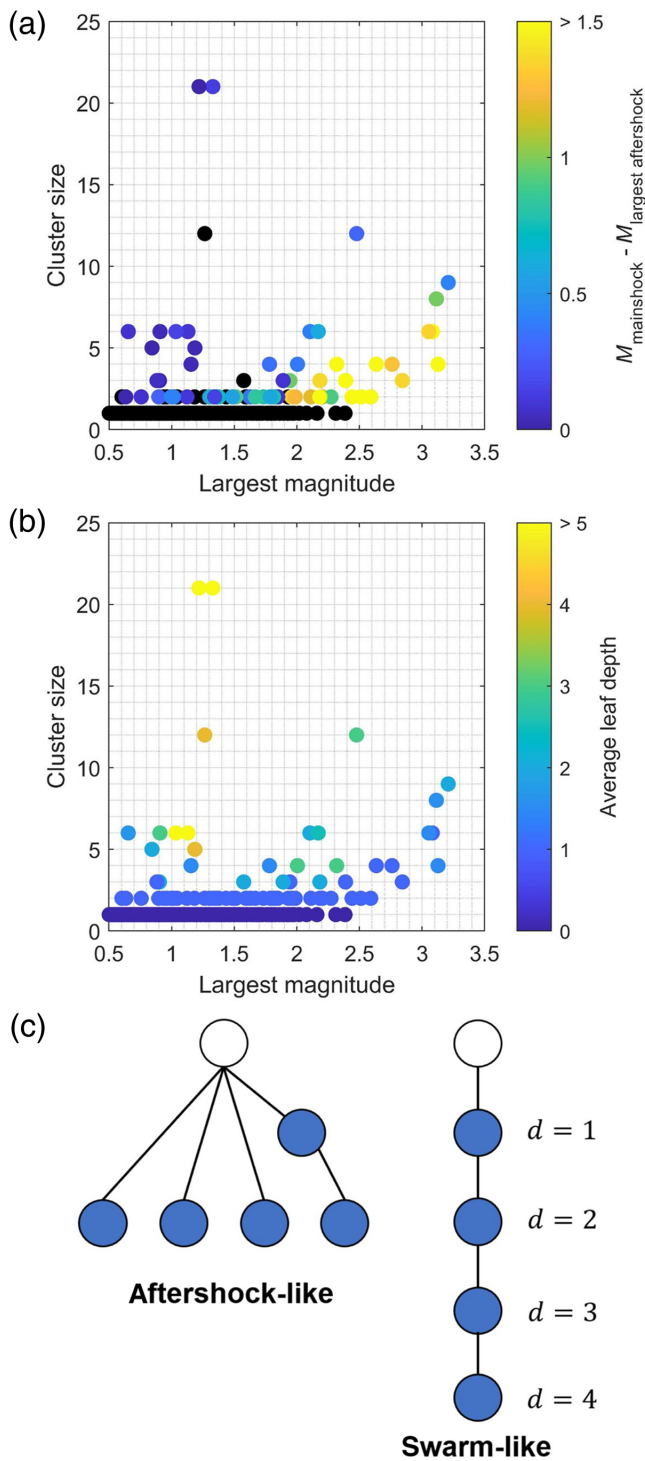 (a)
25
20
15
10
5
0
Cluster size
0.5 1 1.5 2 2.5 3 3.5
Largest magnitude
> 1.5
1
0.5
0
M mainshock - M largest aftershock
(b)
25
20
15
10
5
0
Cluster size
0.5 1 1.5 2 2.5 3 3.5
Largest magnitude
> 5
4
3
2
1
0
Average leaf depth
(c)
d = 1
d = 2
d = 3
d = 4
Aftershock-like
Swarm-like